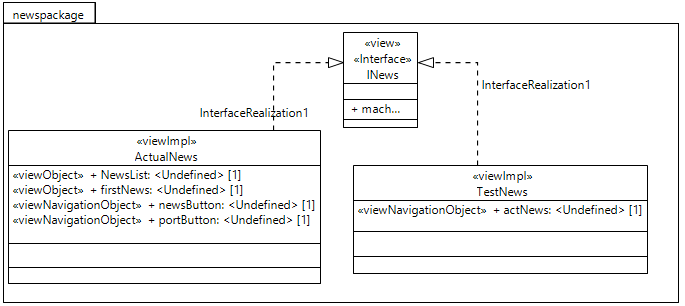 newspackage
«view»
«Interface»
INews
+ mach...
InterfaceRealization1
InterfaceRealization1
«viewImpl»
ActualNews
«viewObject» + NewsList: <Undefined> [1]
«viewObject» + firstNews: <Undefined> [1]
«viewNavigationObject» + newsButton: <Undefined> [1]
«viewNavigationObject» + portButton: <Undefined> [1]
«viewImpl»
TestNews
«viewNavigationObject» + actNews: <Undefined> [1]